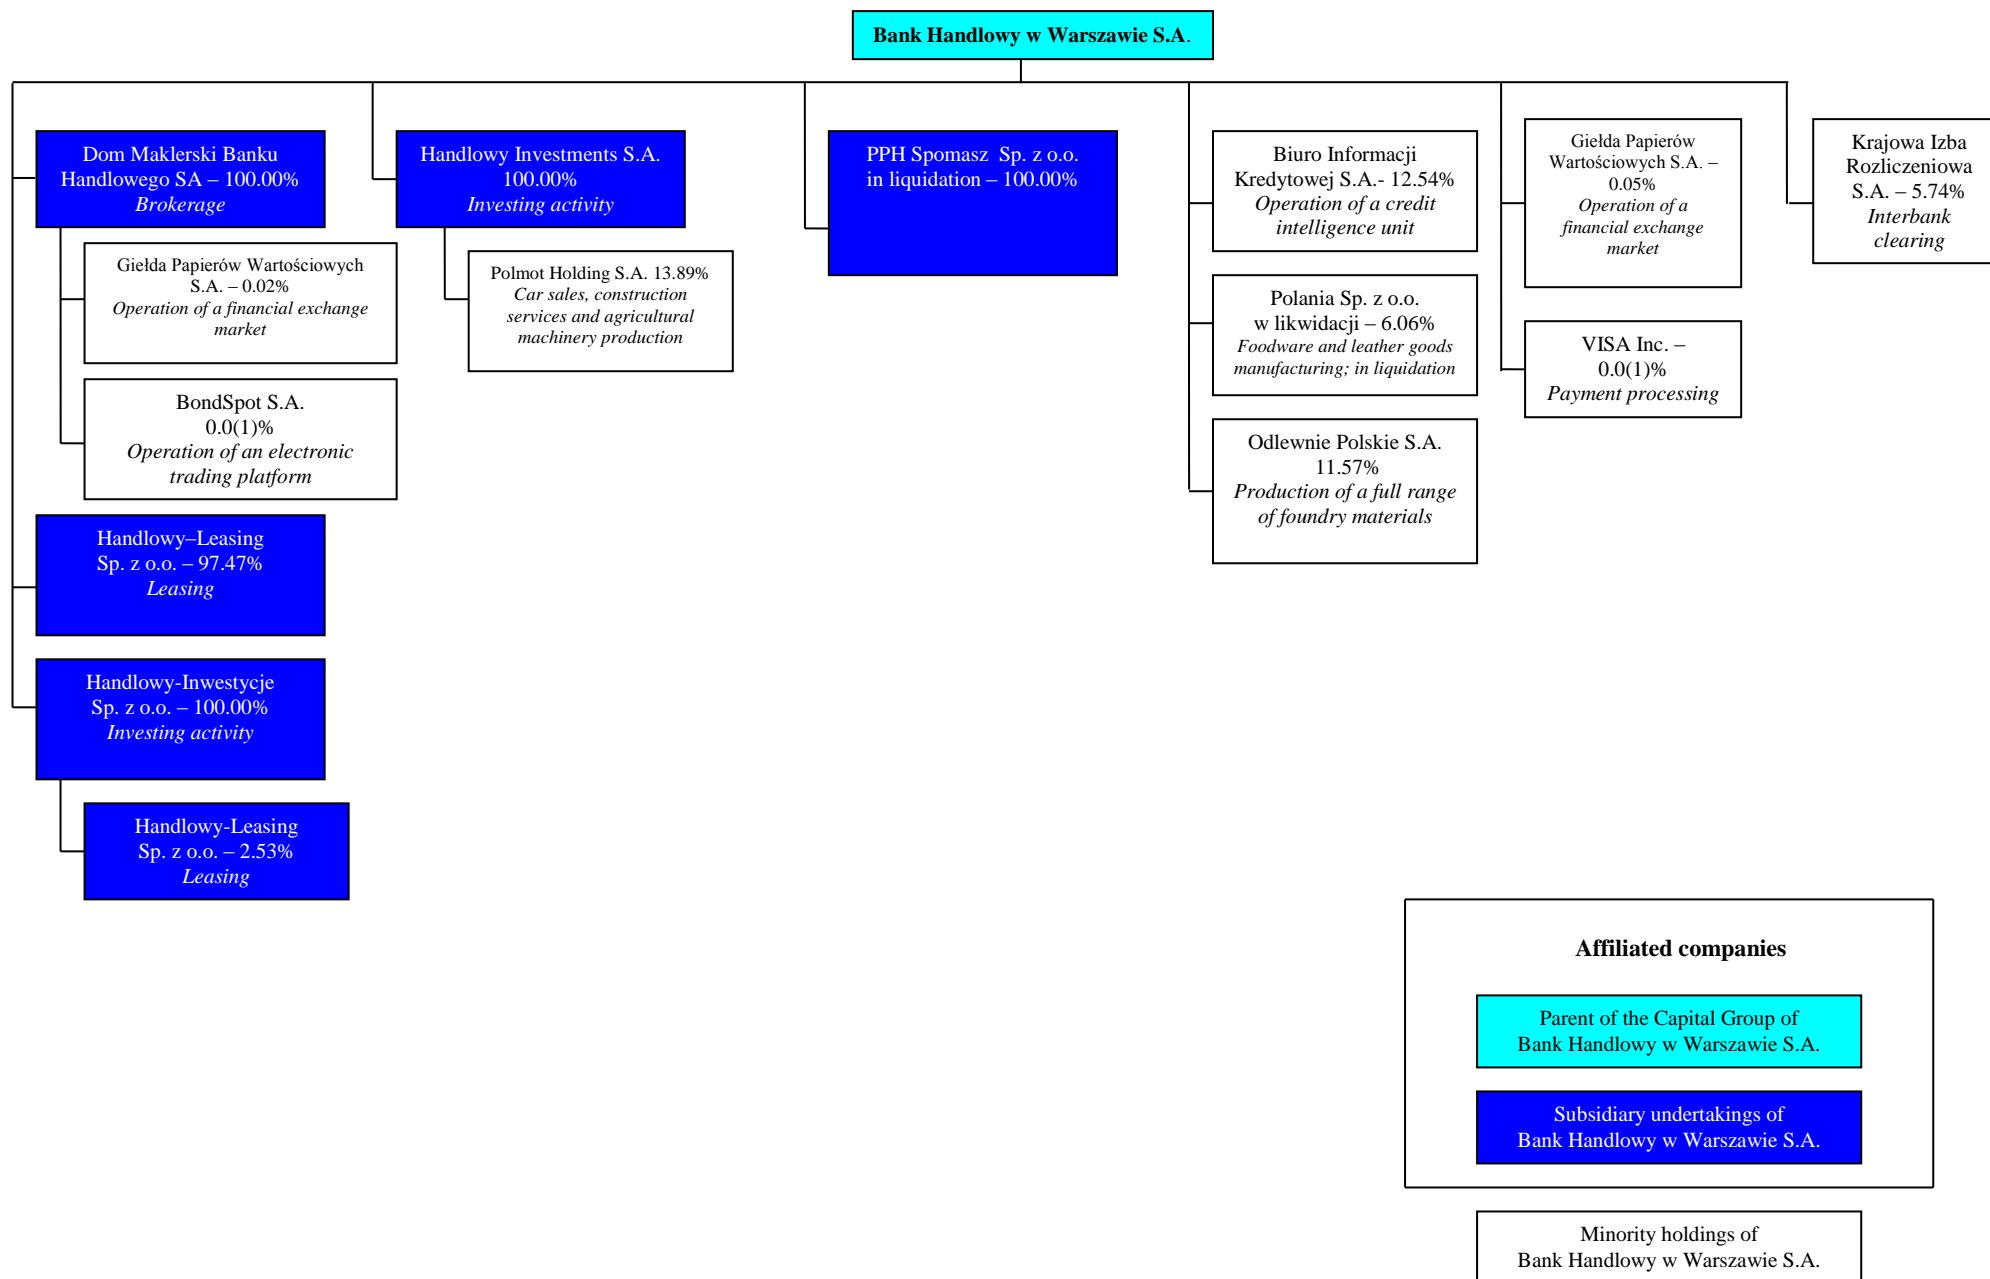 Bank Handlowy w Warszawie S.A.
Dom Maklerski Banku
Handlowego SA – 100.00%
Brokerage
Giełda Papierów Wartościowych
S.A. – 0.02%
Operation of a financial exchange
market
BondSpot S.A.
0.0(1)%
Operation of an electronic
trading platform
Handlowy–Leasing
Sp. z o.o. – 97.47%
Leasing
Handlowy-Inwestycje
Sp. z o.o. – 100.00%
Investing activity
Handlowy-Leasing
Sp. z o.o. – 2.53%
Leasing
Handlowy Investments S.A.
100.00%
Investing activity
Polmot Holding S.A. 13.89%
Car sales, construction
services and agricultural
machinery production
PPH Spomasz Sp. z o.o.
in liquidation – 100.00%
Biuro Informacji
Kredytowej S.A.- 12.54%
Operation of a credit
intelligence unit
Polania Sp. z o.o.
w likwidacji – 6.06%
Foodware and leather goods
manufacturing; in liquidation
Odlewnie Polskie S.A.
11.57%
Production of a full range
of foundry materials
Giełda Papierów
Wartościowych S.A. –
0.05%
Operation of a
financial exchange
market
VISA Inc. –
0.0(1)%
Payment processing
Krajowa Izba
Rozliczeniowa
S.A. – 5.74%
Interbank
clearing
Affiliated companies
Parent of the Capital Group of
Bank Handlowy w Warszawie S.A.
Subsidiary undertakings of
Bank Handlowy w Warszawie S.A.
Minority holdings of
Bank Handlowy w Warszawie S.A.